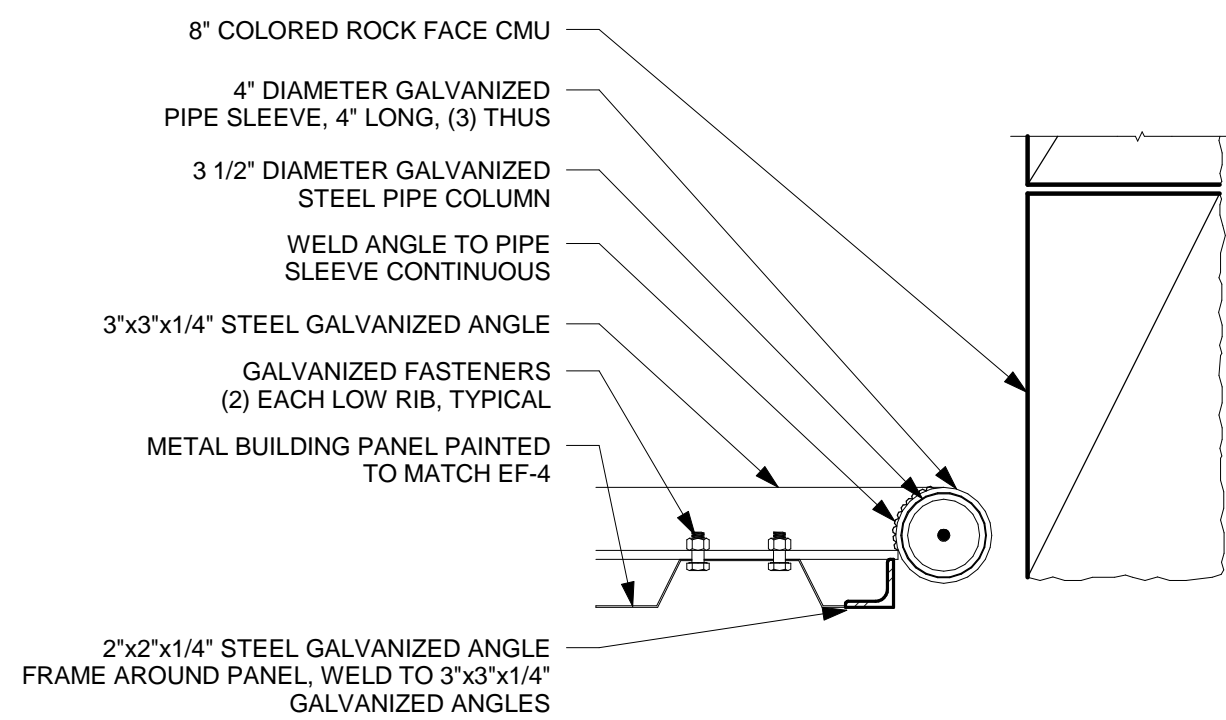 8" COLORED ROCK FACE CMU
4" DIAMETER GALVANIZED
PIPE SLEEVE, 4" LONG, (3) THUS
3 1/2" DIAMETER GALVANIZED
STEEL PIPE COLUMN
WELD ANGLE TO PIPE
SLEEVE CONTINUOUS
3"x3"x1/4" STEEL GALVANIZED ANGLE
GALVANIZED FASTENERS
(2) EACH LOW RIB, TYPICAL
METAL BUILDING PANEL PAINTED
TO MATCH EF-4
2"x2"x1/4" STEEL GALVANIZED ANGLE
FRAME AROUND PANEL, WELD TO 3"x3"x1/4"
GALVANIZED ANGLES